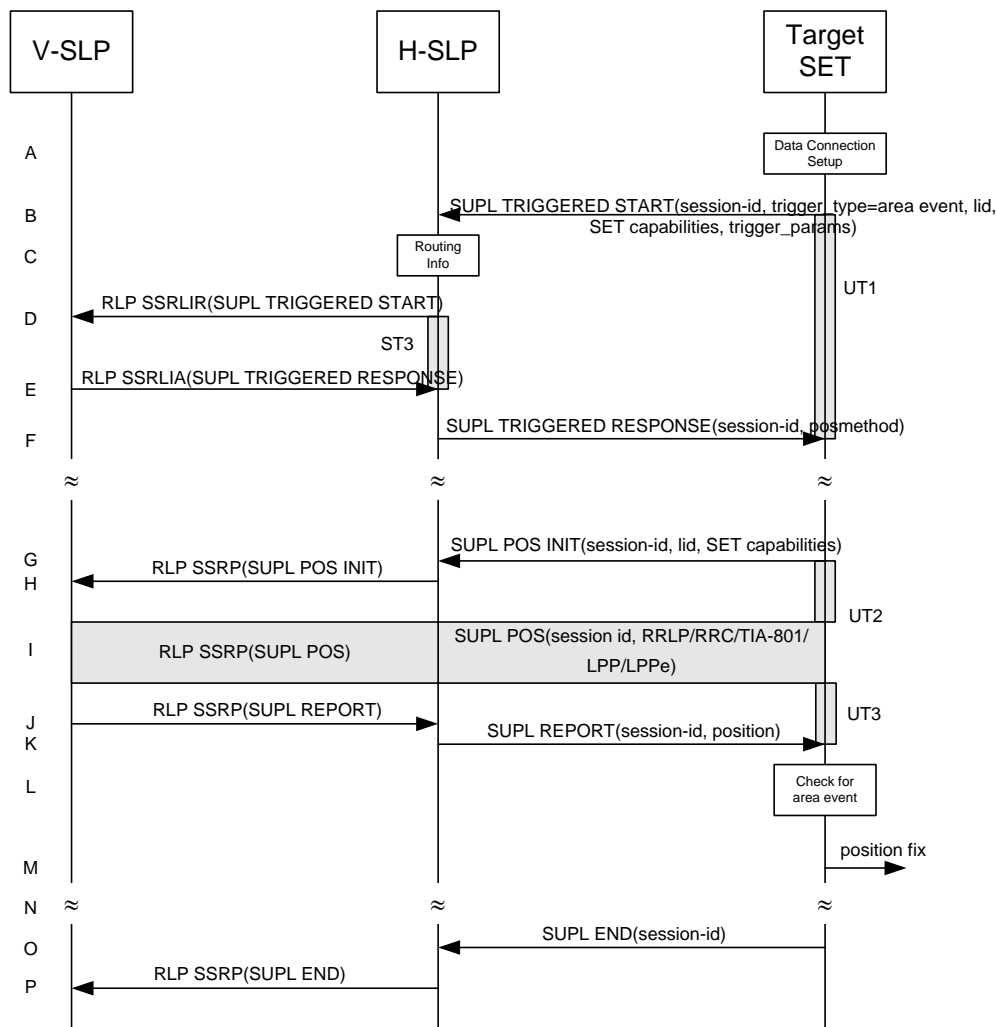 V-SLP
H-SLP
Target
SET
A
Data Connection
Setup
B
SUPL TRIGGERED START(session-id, trigger_type=area event, lid,
SET capabilities, trigger_params)
C
Routing
Info
UT1
D
RLP SSRLIR(SUPL TRIGGERED START)
ST3
E
RLP SSRLIA(SUPL TRIGGERED RESPONSE)
F
SUPL TRIGGERED RESPONSE(session-id, posmethod)
≈ ≈ ≈
G
SUPL POS INIT(session-id, lid, SET capabilities)
H
RLP SSRP(SUPL POS INIT)
UT2
I
RLP SSRP(SUPL POS)
SUPL POS(session id, RRLP/RRC/TIA-801/
LPP/LPPe)
J
RLP SSRP(SUPL REPORT)
UT3
K
SUPL REPORT(session-id, position)
L
Check for
area event
M
position fix
N
≈ ≈ ≈
O
SUPL END(session-id)
P
RLP SSRP(SUPL END)